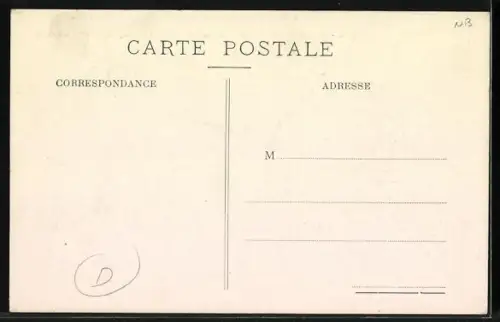 NB
CARTE POSTALE
CORRESPONDANCE
ADRESSE
M
D